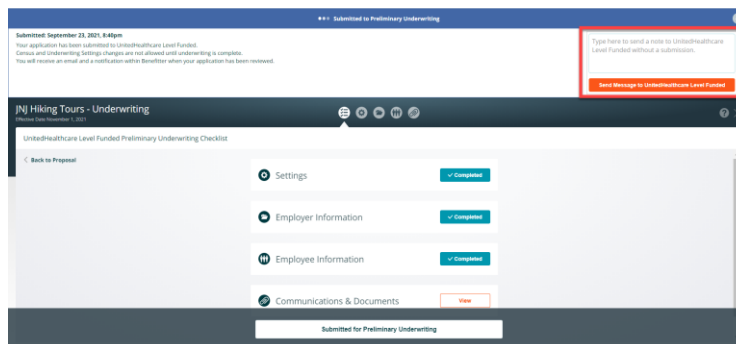 Submitted to Preliminary Underwriting
Submitted: September 23, 2021, 8:40pm
Your application has been submitted to UnitedHealthcare Level Funded.
Census and Underwriting Settings changes are not allowed until underwriting is complete.
You will receive an email and a notification within Benefitter when your application has been reviewed.
Type here to send a note to UnitedHealthcare
Level Funded without a submission.
Send Message to UnitedHealthcare Level Funded
JNJ Hiking Tours - Underwriting
Effective Date November 1, 2021
UnitedHealthcare Level Funded Preliminary Underwriting Checklist
< Back to Proposal
Settings
✓ Completed
Employer Information
✓ Completed
Employee Information
✓ Completed
Communications & Documents
View
Submitted for Preliminary Underwriting